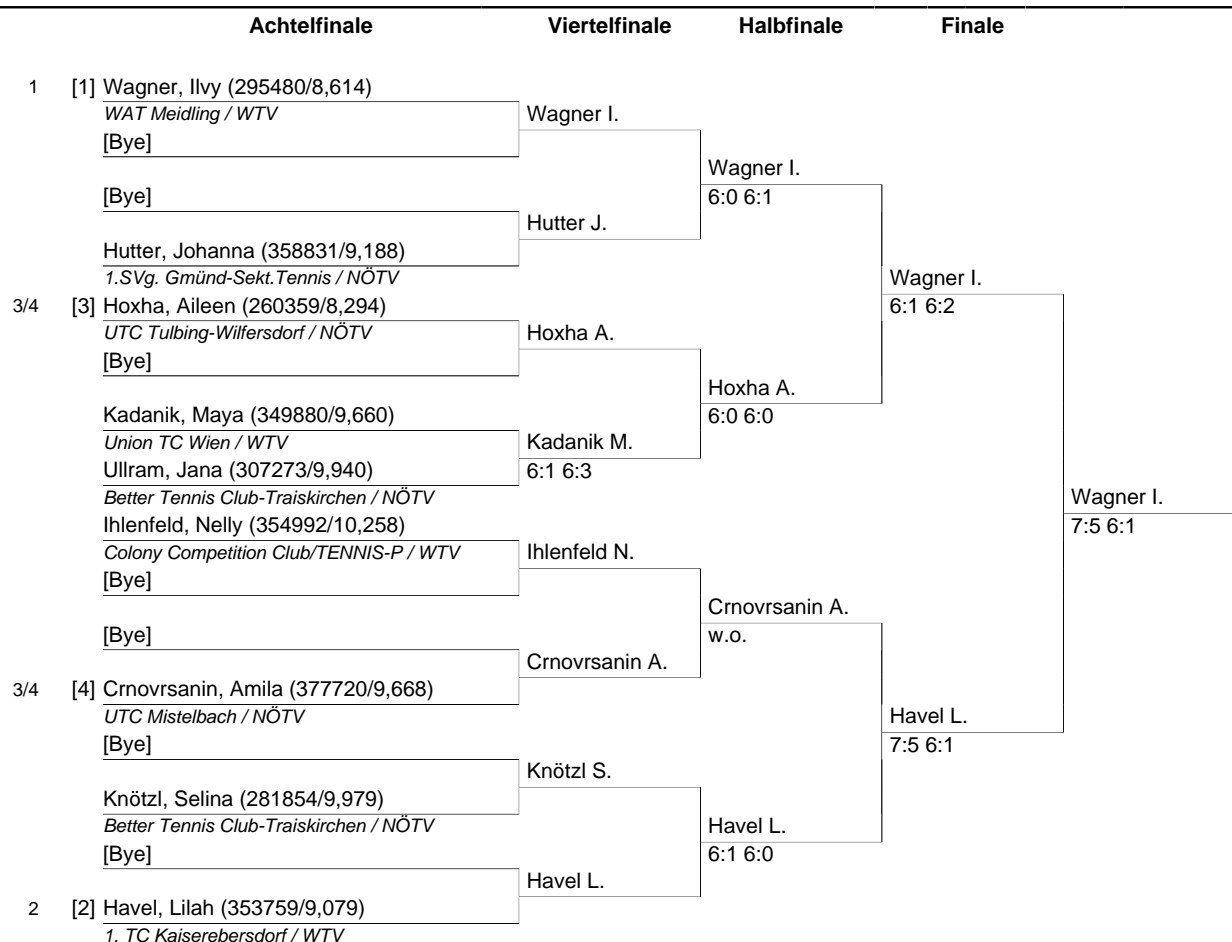 Achtelfinale Viertelfinale Halbfinale Finale
1 [1] Wagner, Ilvy (295480/8,614)
WAT Meidling / WTV Wagner I.
[Bye]
Wagner I.
[Bye] 6:0 6:1
Hutter J.
Hutter, Johanna (358831/9,188)
1.SVg. Gmünd-Sekt.Tennis / NÖTV Wagner I.
3/4 [3] Hoxha, Aileen (260359/8,294) 6:1 6:2
UTC Tulbing-Wilfersdorf / NÖTV Hoxha A.
[Bye]
Hoxha A.
Kadanik, Maya (349880/9,660) 6:0 6:0
Union TC Wien / WTV Kadanik M.
Ullram, Jana (307273/9,940) 6:1 6:3
Better Tennis Club-Traiskirchen / NÖTV Wagner I.
Ihlenfeld, Nelly (354992/10,258) 7:5 6:1
Colony Competition Club/TENNIS-P / WTV Ihlenfeld N.
[Bye]
Crnovrsanin A.
[Bye] w.o.
Crnovrsanin A.
3/4 [4] Crnovrsanin, Amila (377720/9,668)
UTC Mistelbach / NÖTV Havel L.
[Bye] 7:5 6:1
Knötzl S.
Knötzl, Selina (281854/9,979)
Better Tennis Club-Traiskirchen / NÖTV Havel L.
[Bye] 6:1 6:0
Havel L.
2 [2] Havel, Lilah (353759/9,079)
1. TC Kaiserebersdorf / WTV